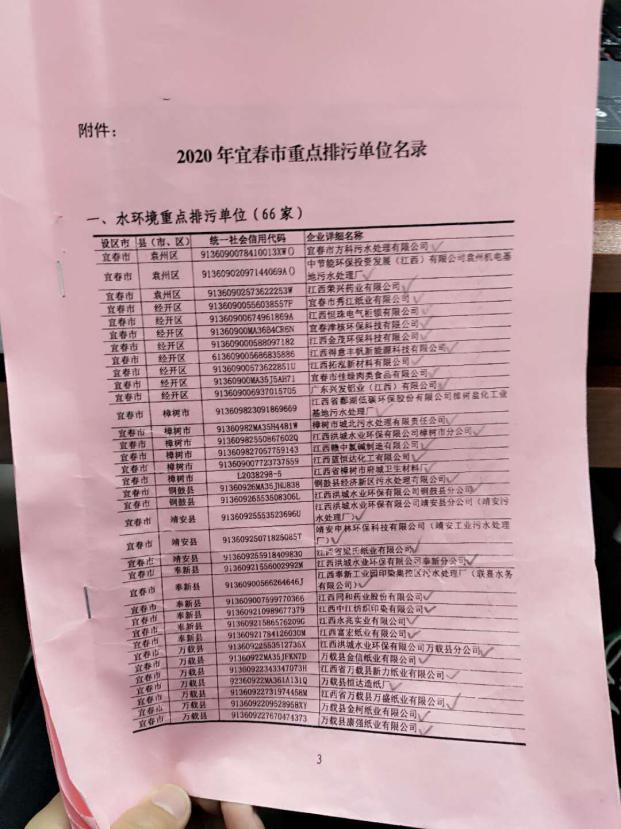 附件：
2020 年宜春市重点排污单位名录
一、水环境重点排污单位（66 家）
设区市 县（市、区） 统一社会信用代码 企业详细名称
宜春市 袁州区 宜春市方科污水处理有限公司
宜春市 袁州区 91360902097144069A() 中节能环保投资发展（江西）有限公司袁州机电基
地污水处理厂
宜春市 袁州区 91360902573622253W 江西荣兴药业有限公司
宜春市 经开区 91360900556038557F 宜春市秀江纸业有限公司
宜春市 经开区 91360900674961869A 江西恒珠电气柜锁有限公司
宜春市 经开区 91360900MA36B4CR6N 宜春津核环保科技有限公司
宜春市 经开区 913609000588097182 江西金茂环保科技有限公司
宜春市 经开区 江西得意丰帆新能源科技有限公司
宜春市 经开区 91360900573622851U 江西拓泓新材料有限公司
宜春市 经开区 91360900MA35J5AH71 宜春市佳绿肉类食品有限公司
宜春市 经开区 913609006937015705 广东兴发铝业（江西）有限公司
宜春市 樟树市 913609823091869669 江西省鄱湖低碳环保股份有限公司樟树盐化工业
基地污水处理厂
宜春市 樟树市 91360982MA35H4481W 樟树市城北污水处理有限责任公司
宜春市 樟树市 91360982550867602Q 江西洪城水业环保有限公司樟树市分公司
宜春市 樟树市 913609827057759143 江西赣中氯碱制造有限公司
宜春市 樟树市 913609007723737559 江西蓝恒达化工有限公司
宜春市 樟树市 L2038298-5 江西省樟树市府城卫生材料厂
宜春市 铜鼓县 91360926MA35JHU838 铜鼓县经济新区污水处理有限公司
宜春市 铜鼓县 91360926553508306L 江西洪城水业环保有限公司铜鼓县分公司
宜春市 靖安县 91360925553523696U 江西洪城水业环保有限公司靖安县分公司（靖安污
水处理厂）
宜春市 靖安县 91360925071825085T 靖安申林环保科技有限公司（靖安工业污水处理
厂）
宜春市 靖安县 913609255918409830 纸业有限公司
宜春市 奉新县 91360921556002992M 江西洪城水业环保有限公司奉新分公司
宜春市 奉新县 91360900566264646J 江西奉新工业园印染集控区污水处理厂（联熹水务
有限公司）
宜春市 奉新县 913609007599770366 江西同和药业股份有限公司
宜春市 奉新县 913609210989677379 江西中江纺织印染有限公司
宜春市 奉新县 91360921586576209G 江西永兆实业有限公司
宜春市 奉新县 91360921784126030M 江西富宏纸业有限公司
宜春市 万载县 91360922553512735X 江西洪城水业环保有限公司万载县分公司
宜春市 万载县 91360922MA35JFKN7D 万载县金信纸业有限公司
宜春市 万载县 91360922343347073H 江西省万载县新力纸业有限公司
宜春市 万载县 92360922MA36LA131Q 万载县恒达造纸厂
宜春市 万载县 91360922731974458M 江西省万载县万盛纸业有限公司
宜春市 万载县 91360922095289588XY 万载县金柯纸业有限公司
宜春市 万载县 913609227670474373 万载县康强纸业有限公司
3